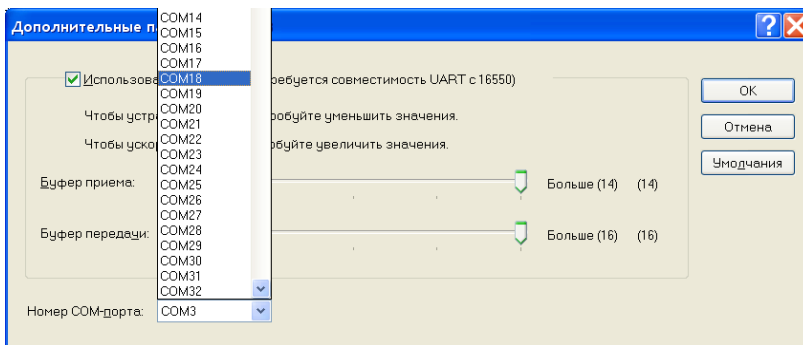 Дополнительные п
COM14
COM15
COM16
COM17
COM18
COM19
COM20
COM21
COM22
COM23
COM24
COM25
COM26
COM27
COM28
COM29
COM30
COM31
COM32
Использова ребуется совместимость UART с 16550)
Чтобы устра робуйте уменьшить значения.
Чтобы ускор обуйте увеличить значения.
Буфер приема: Больше (14) (14)
Буфер передачи: Больше (16) (16)
Номер COM-порта: COM3
OK
Отмена
Умолчания